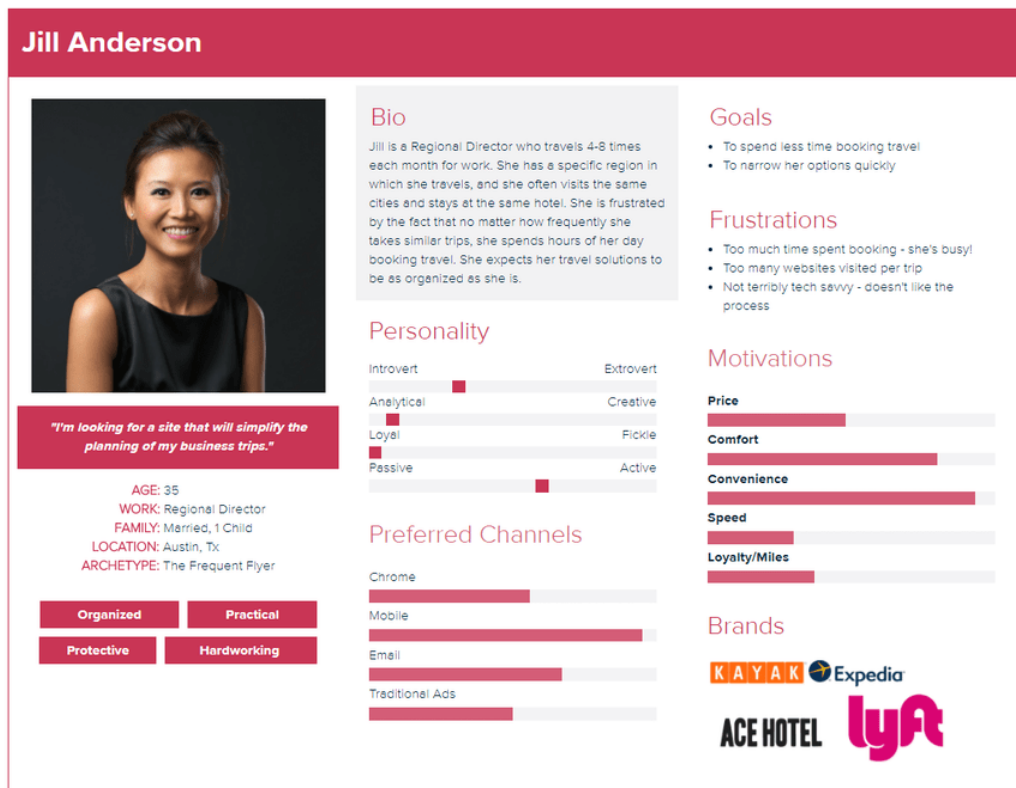 Jill Anderson
"I'm looking for a site that will simplify the
planning of my business trips."
AGE: 35
WORK: Regional Director
FAMILY: Married, 1 Child
LOCATION: Austin, Tx
ARCHETYPE: The Frequent Flyer
Organized
Practical
Protective
Hardworking
Bio
Jill is a Regional Director who travels 4-8 times
each month for work. She has a specific region in
which she travels, and she often visits the same
cities and stays at the same hotel. She is frustrated
by the fact that no matter how frequently she
takes similar trips, she spends hours of her day
booking travel. She expects her travel solutions to
be as organized as she is.
Personality
Introvert Extrovert
Analytical Creative
Loyal Fickle
Passive Active
Preferred Channels
Chrome
Mobile
Email
Traditional Ads
Goals
• To spend less time booking travel
• To narrow her options quickly
Frustrations
• Too much time spent booking - she's busy!
• Too many websites visited per trip
• Not terribly tech savvy - doesn't like the
process
Motivations
Price
Comfort
Convenience
Speed
Loyalty/Miles
Brands
KAYAK Expedia
ACE HOTEL lyft